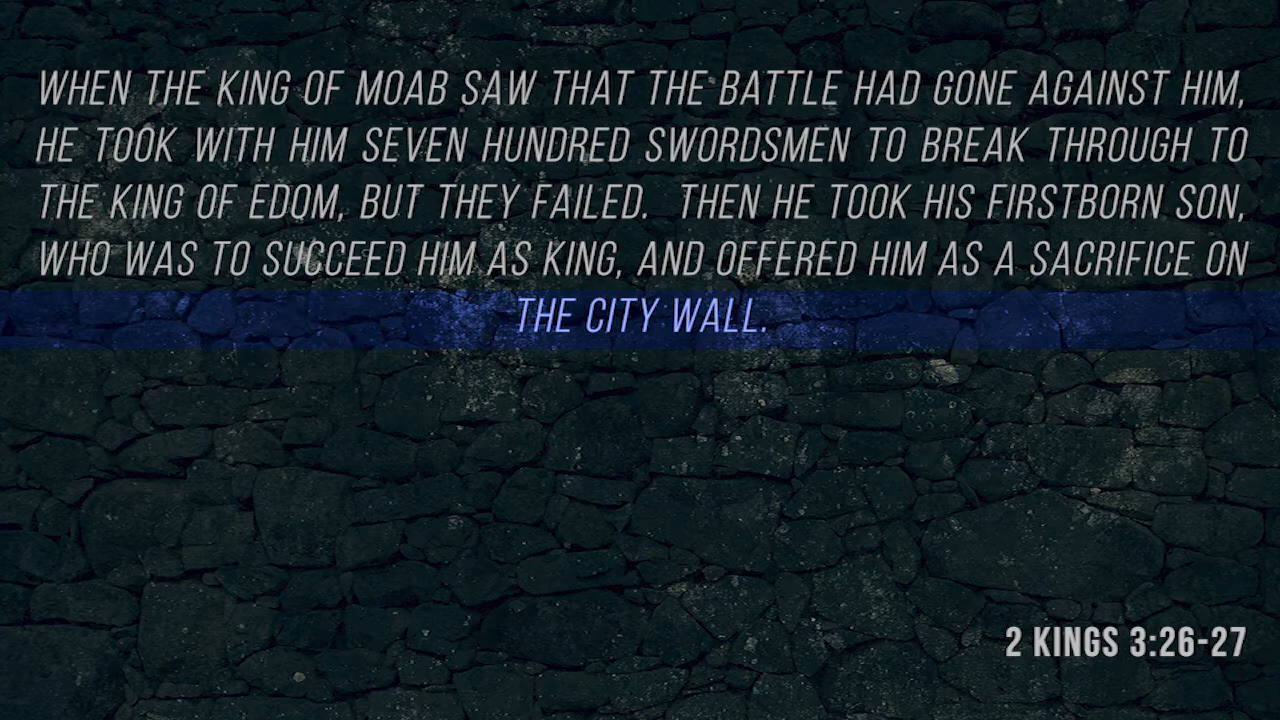 WHEN THE KING OF MOAB SAW THAT THE BATTLE HAD GONE AGAINST HIM,
HE TOOK WITH HIM SEVEN HUNDRED SWORDSMEN TO BREAK THROUGH TO
THE KING OF EDOM, BUT THEY FAILED.  THEN HE TOOK HIS FIRSTBORN SON,
WHO WAS TO SUCCEED HIM AS KING, AND OFFERED HIM AS A SACRIFICE ON
THE CITY WALL.
2 KINGS 3:26-27